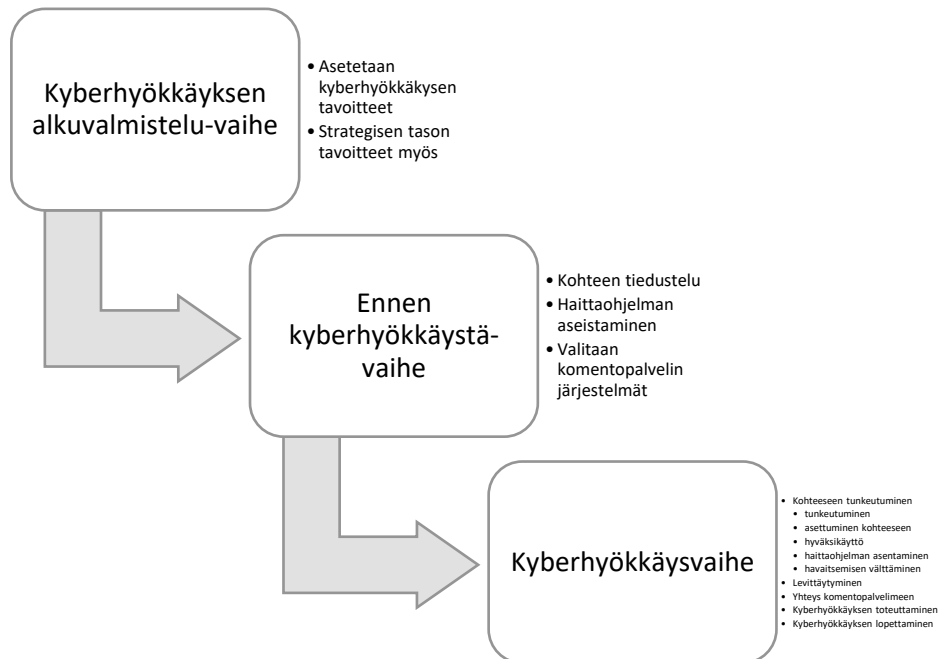 Kyberhyökkäyksen
alkuvalmistelu-vaihe
• Asetetaan
kyberhyökkäkysen
tavoitteet
• Strategisen tason
tavoitteet myös
Ennen
kyberhyökkäystä-
vaihe
• Kohteen tiedustelu
• Haittaohjelman
aseistaminen
• Valitaan
komentopalvelin
järjestelmät
Kyberhyökkäysvaihe
• Kohteeseen tunkeutuminen
• tunkeutuminen
• asettuminen kohteeseen
• hyväksikäyttö
• haittaohjelman asentaminen
• havaitsemisen välttäminen
• Levittäytyminen
• Yhteys komentopalvelimeen
• Kyberhyökkäyksen toteuttaminen
• Kyberhyökkäyksen lopettaminen